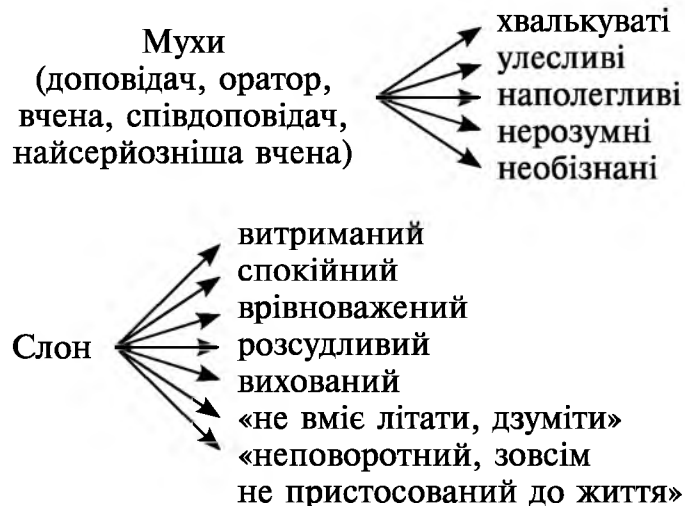 Мухи
(доповідач, оратор,
вчена, співдоповідач,
найсерйозніша вчена)
хвалькуваті
улесливі
наполегливі
нерозумні
необізнані
Слон
витриманий
спокійний
врівноважений
розсудливий
вихований
«не вміє літати, дзуміти»
«неповоротний, зовсім
не пристосований до життя»